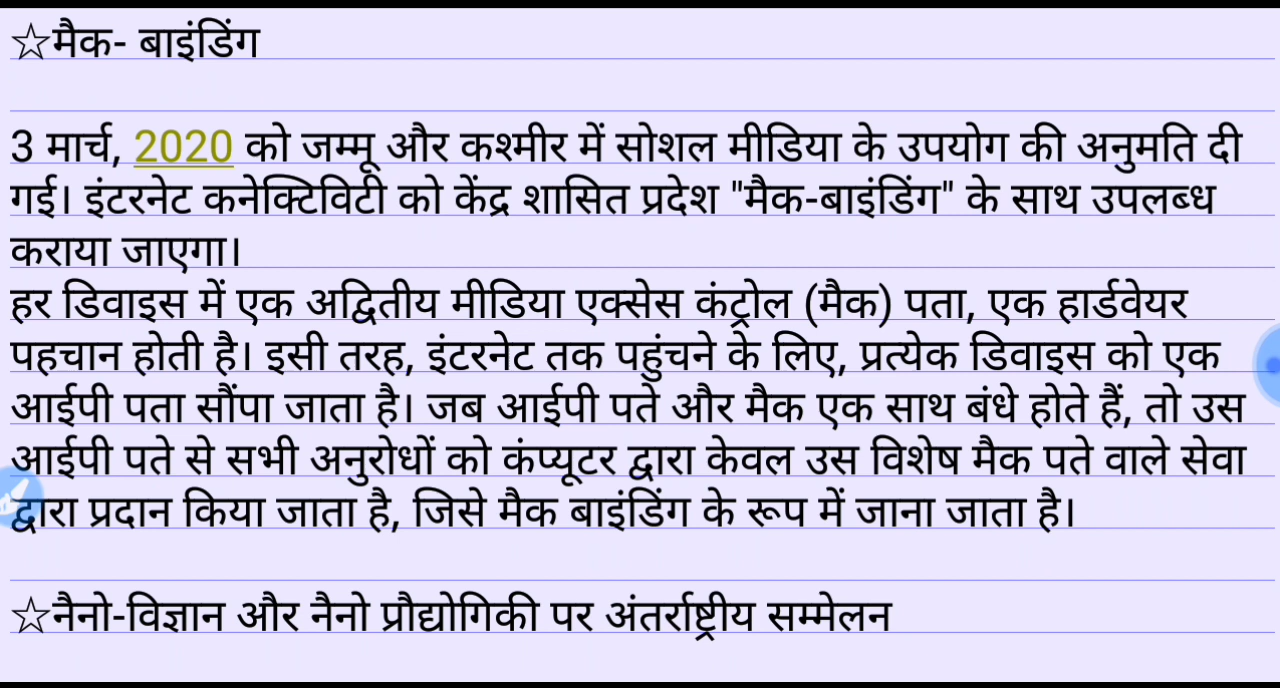 ☆मैक- बाइंडिंग
3 मार्च, 2020 को जम्मू और कश्मीर में सोशल मीडिया के उपयोग की अनुमति दी
गई। इंटरनेट कनेक्टिविटी को केंद्र शासित प्रदेश "मैक-बाइंडिंग" के साथ उपलब्ध
कराया जाएगा।
हर डिवाइस में एक अद्वितीय मीडिया एक्सेस कंट्रोल (मैक) पता, एक हार्डवेयर
पहचान होती है। इसी तरह, इंटरनेट तक पहुंचने के लिए, प्रत्येक डिवाइस को एक
आईपी पता सौंपा जाता है। जब आईपी पते और मैक एक साथ बंधे होते हैं, तो उस
आईपी पते से सभी अनुरोधों को कंप्यूटर द्वारा केवल उस विशेष मैक पते वाले सेवा
द्वारा प्रदान किया जाता है, जिसे मैक बाइंडिंग के रूप में जाना जाता है।
☆नैनो-विज्ञान और नैनो प्रौद्योगिकी पर अंतर्राष्ट्रीय सम्मेलन